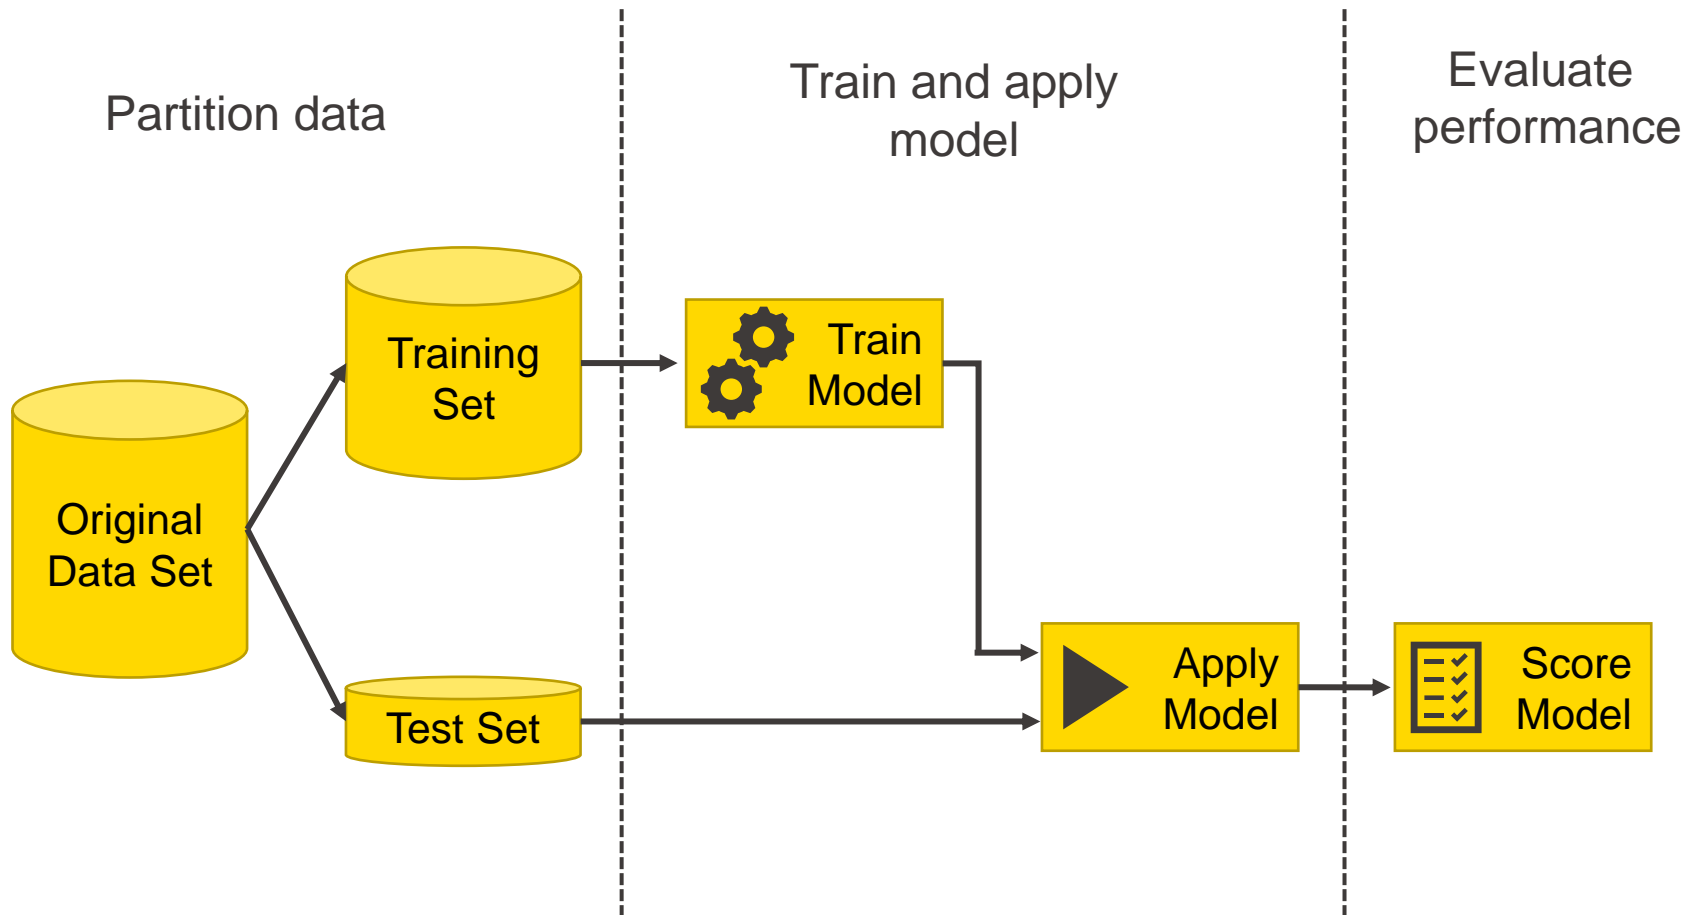 Partition data
Train and apply
model
Evaluate
performance
Training
Set
Train
Model
Original
Data Set
Test Set
Apply
Model
Score
Model